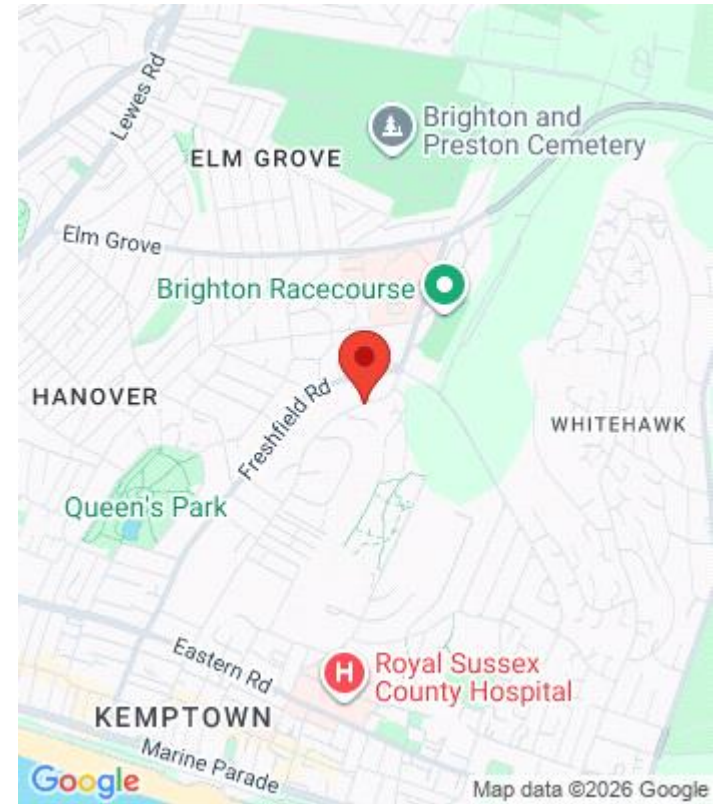 Lewes Rd
Brighton and
Preston Cemetery
ELM GROVE
Elm Grove
Brighton Racecourse
HANOVER
Freshfield Rd
WHITEHAWK
Queen's Park
Eastern Rd
H
Royal Sussex
County Hospital
KEMPTOWN
Marine Parade
Google
Map data ©2026 Google